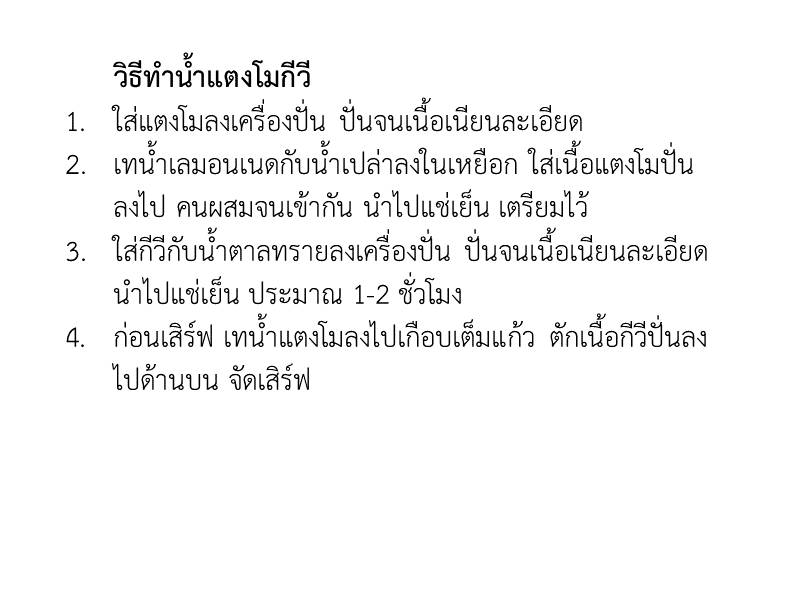 วิธีทำน้ำแตงโมกีวี
1. ใส่แตงโมลงเครื่องปั่น ปั่นจนเนื้อเนียนละเอียด
2. เทน้ำเลมอนเนดกับน้ำเปล่าลงในเหยือก ใส่เนื้อแตงโมปั่น
ลงไป คนผสมจนเข้ากัน นำไปแช่เย็น เตรียมไว้
3. ใส่กีวีกับน้ำตาลทรายลงเครื่องปั่น ปั่นจนเนื้อเนียนละเอียด
นำไปแช่เย็น ประมาณ 1-2 ชั่วโมง
4. ก่อนเสิร์ฟ เทน้ำแตงโมลงไปเกือบเต็มแก้ว ตักเนื้อกีวีปั่นลง
ไปด้านบน จัดเสิร์ฟ